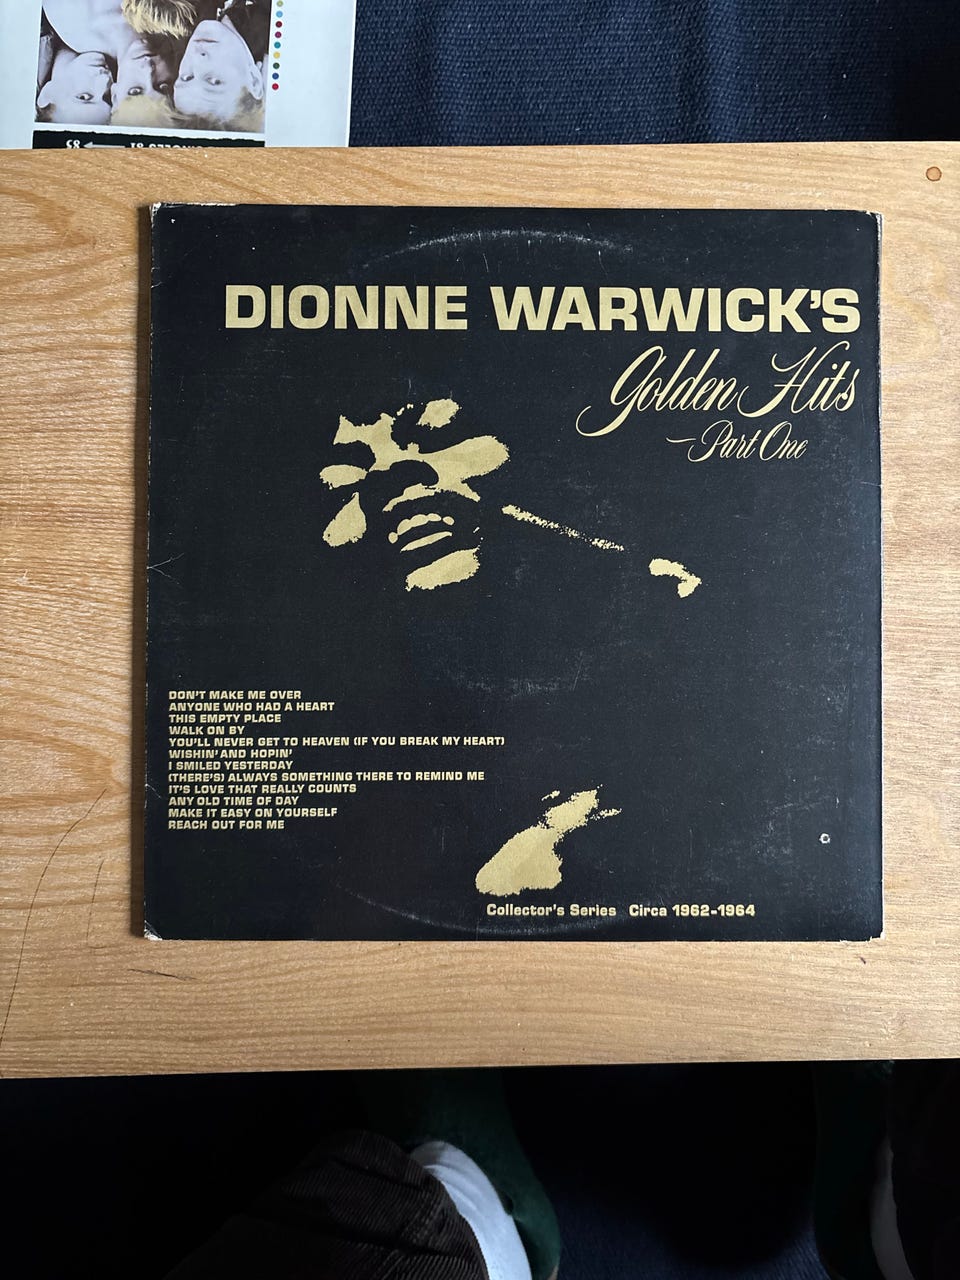 DIONNE WARWICK'S
Golden Hits
Part One
DON'T MAKE ME OVER
ANYONE WHO HAD A HEART
THIS EMPTY PLACE
WALK ON BY
YOU'LL NEVER GET TO HEAVEN (IF YOU BREAK MY HEART)
WISHIN' AND HOPIN'
I SMILED YESTERDAY
(THERE'S) ALWAYS SOMETHING THERE TO REMIND ME
IT'S LOVE THAT REALLY COUNTS
ANY OLD TIME OF DAY
MAKE IT EASY ON YOURSELF
REACH OUT FOR ME
Collector's Series Circa 1962-1964